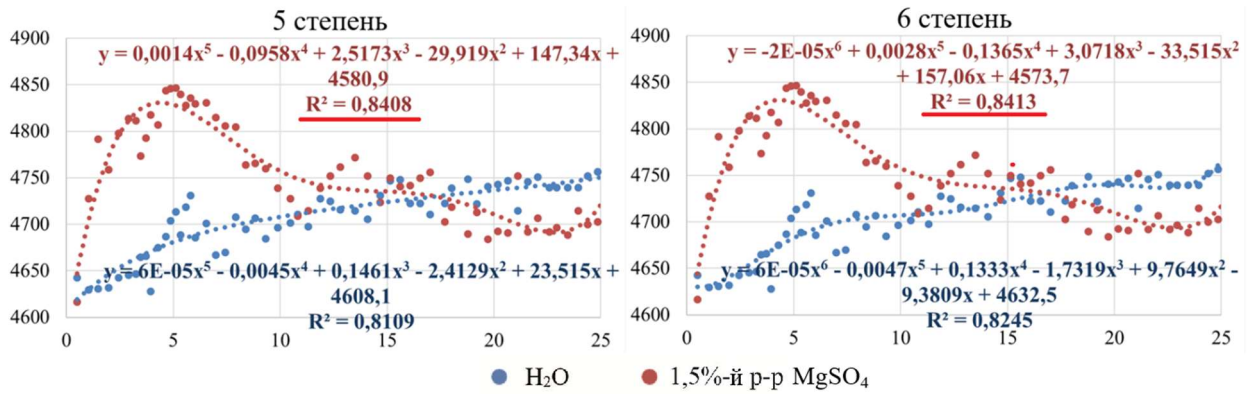 5 степень
y = 0,0014x⁵ - 0,0958x⁴ + 2,5173x³ - 29,919x² + 147,34x +
4580,9
R² = 0,8408
4900
4850
4800
4750
4700
4650
4600
y = 6E-05x⁵ - 0,0045x⁴ + 0,1461x³ - 2,4129x² + 23,515x +
4608,1
R² = 0,8109
0 5 10 15 20 25
6 степень
y = -2E-05x⁶ + 0,0028x⁵ - 0,1365x⁴ + 3,0718x³ - 33,515x²
+ 157,06x + 4573,7
R² = 0,8413
4900
4850
4800
4750
4700
4650
4600
y = 6E-05x⁶ - 0,0047x⁵ + 0,1333x⁴ - 1,7319x³ + 9,7649x² -
9,3809x + 4632,5
R² = 0,8245
0 5 10 15 20 25
H₂O
1,5%-й р-р MgSO₄